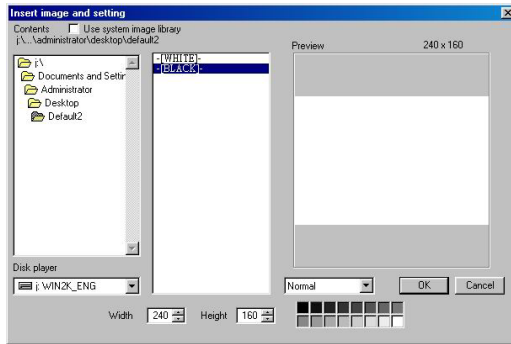 Insert image and setting
Contents
Use system image library
j:\...\administrator\desktop\default2
Preview
240 x 160
j:\
Documents and Settin
Administrator
Desktop
Default2
-[WHITE]-
-[BLACK]-
Disk player
j: WIN2K_ENG
Normal
OK
Cancel
Width
240
Height
160